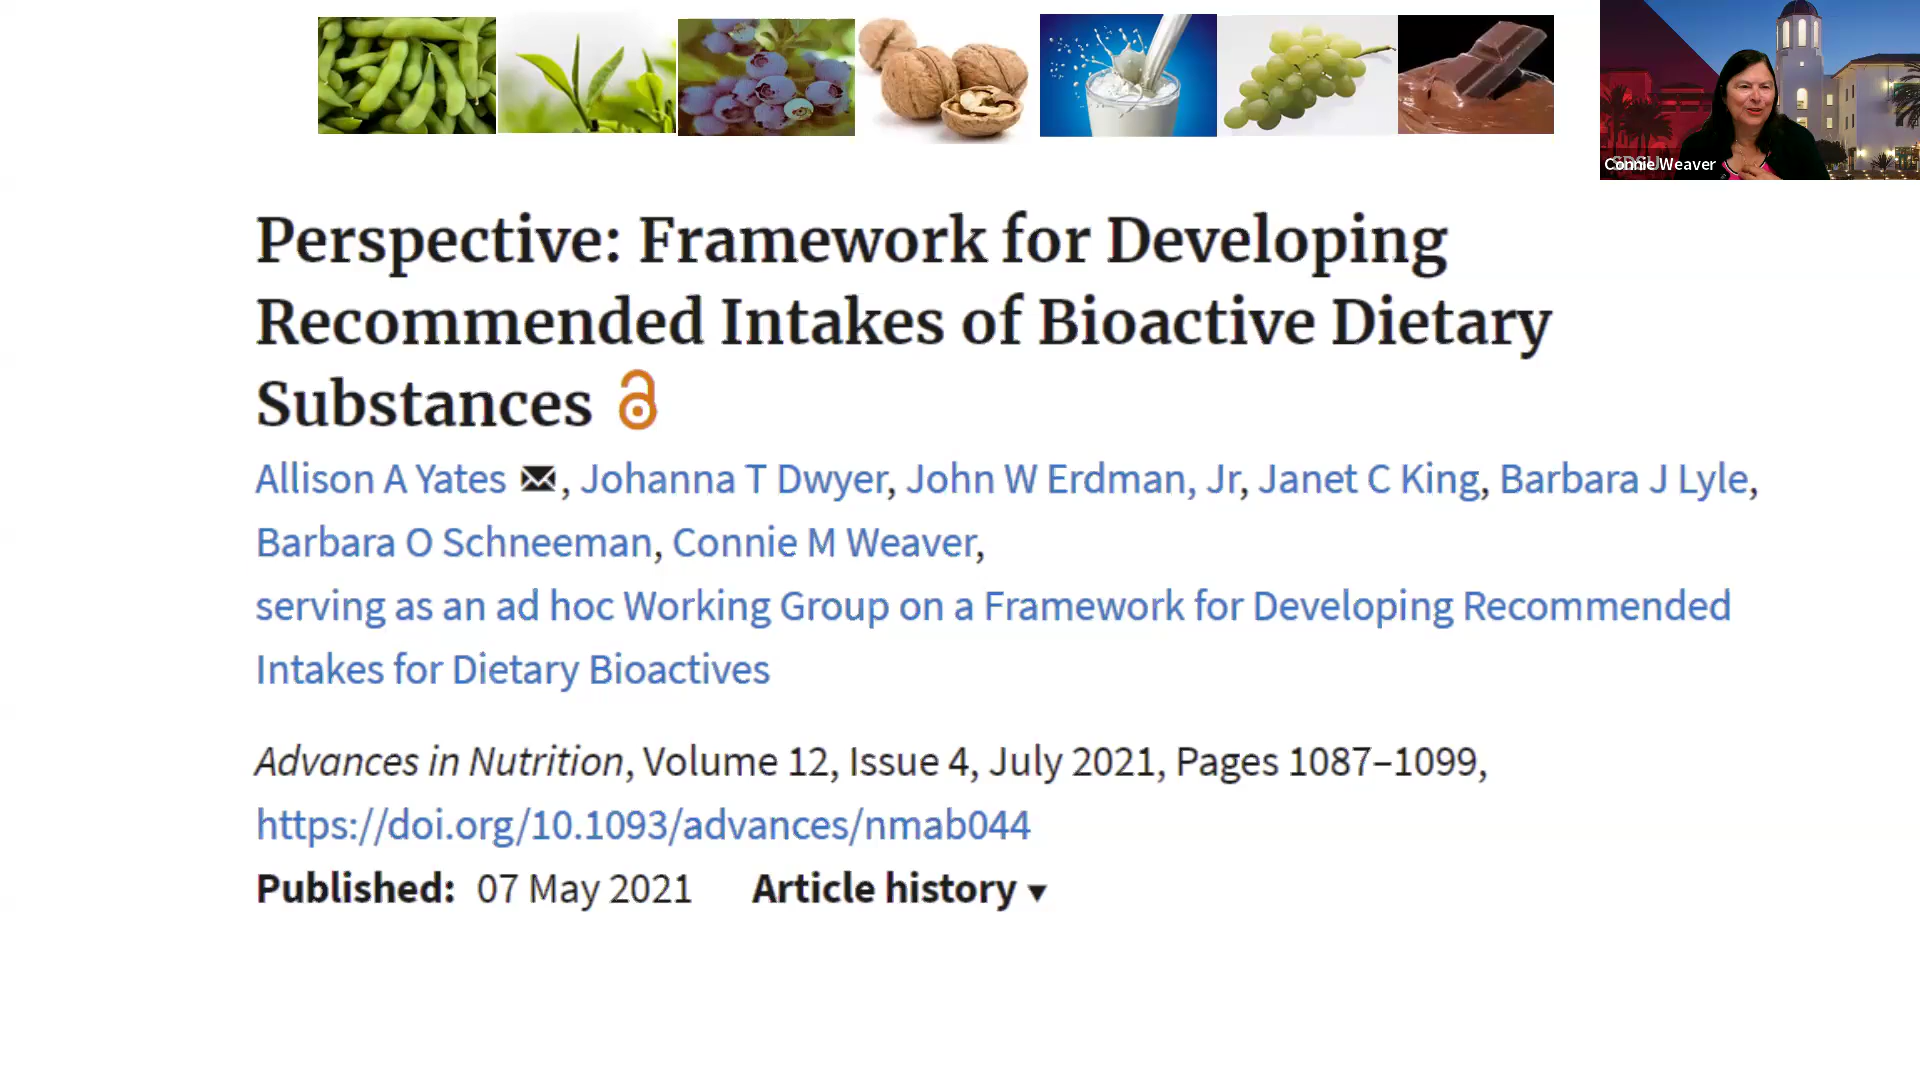 Connie Weaver
Perspective: Framework for Developing
Recommended Intakes of Bioactive Dietary
Substances
Allison A Yates, Johanna T Dwyer, John W Erdman, Jr, Janet C King, Barbara J Lyle,
Barbara O Schneeman, Connie M Weaver,
serving as an ad hoc Working Group on a Framework for Developing Recommended
Intakes for Dietary Bioactives
Advances in Nutrition, Volume 12, Issue 4, July 2021, Pages 1087–1099,
https://doi.org/10.1093/advances/nmab044
Published: 07 May 2021 Article history ▼